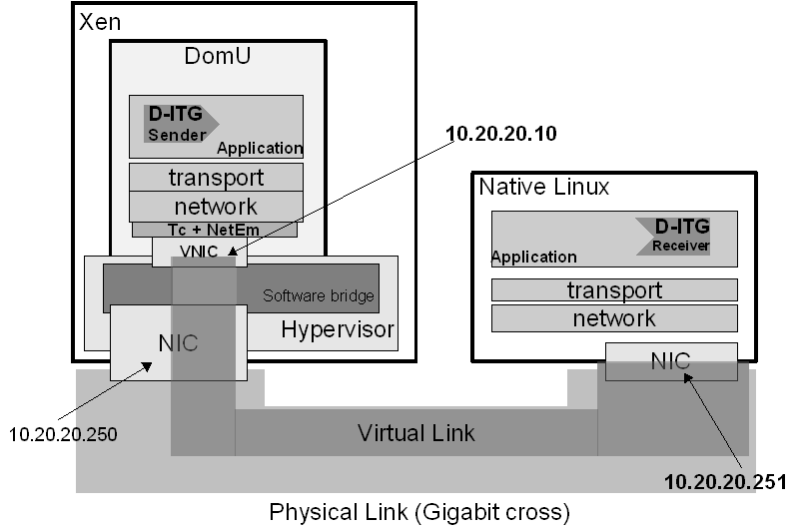 Xen
DomU
D-ITG
Sender
Application
transport
network
Tc + NetEm
VNIC
Software bridge
Hypervisor
NIC
10.20.20.10
10.20.20.250
Native Linux
D-ITG
Receiver
Application
transport
network
NIC
10.20.20.251
Virtual Link
Physical Link (Gigabit cross)